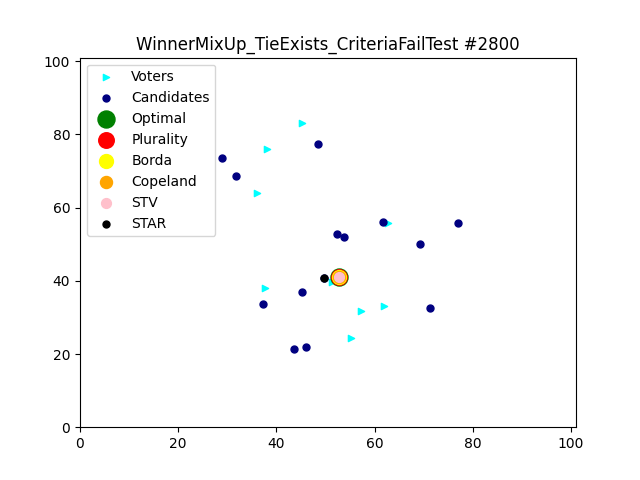 WinnerMixUp_TieExists_CriteriaFailTest #2800
100
80
60
40
20
0
Voters
Candidates
Optimal
Plurality
Borda
Copeland
STV
STAR
0 20 40 60 80 100